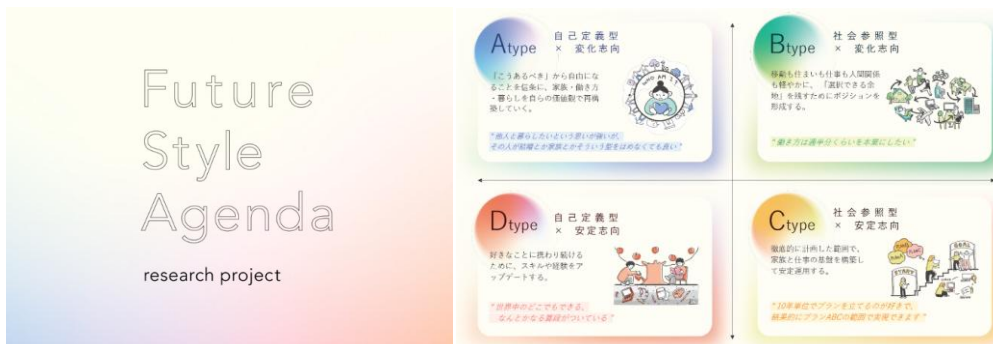 Future
Style
Agenda
research project
Atype
自己定義型
× 変化志向
「こうあるべき」から自由にな
ることを信条に、家族・働き方
・暮らしを自らの価値観で再構
築していく。
WHO AM I?
"他人と暮らしたいという思いが強いが、
その人が結婚とか家族とかそういう型をはめなくても良い"
Btype
社会参照型
× 変化志向
移動も住まいも仕事も人間関係
も軽やかに、「選択できる余
地」を残すためにポジションを
形成する。
"働き方は週半分くらいを本業にしたい"
Dtype
自己定義型
× 安定志向
好きなことに携わり続ける
ために、スキルや経験をア
ップデートする。
"世界中のどこでもできる、
なんとかなる算段がついている"
Ctype
社会参照型
× 安定志向
徹底的に計画した範囲で、
家族と仕事の基盤を構築し
て安定運用する。
GOAL
START
"10年単位でプランを立てるのが好きで、
結果的にプランABCの範囲で実現できます"